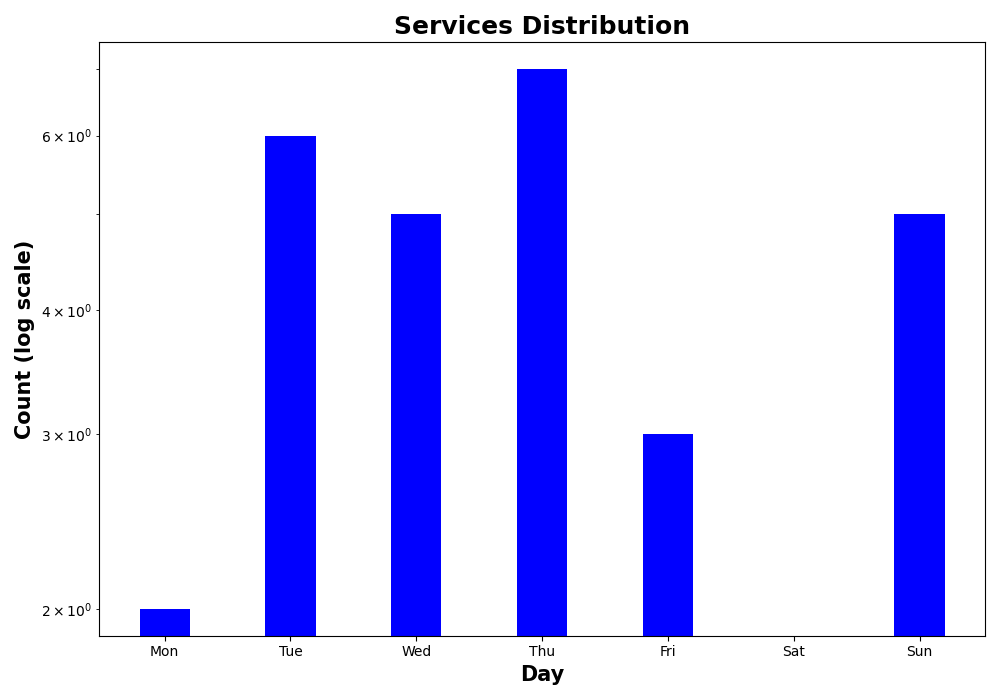 Services Distribution
Count (log scale)
6 × 10⁰
4 × 10⁰
3 × 10⁰
2 × 10⁰
Mon Tue Wed Thu Fri Sat Sun
Day